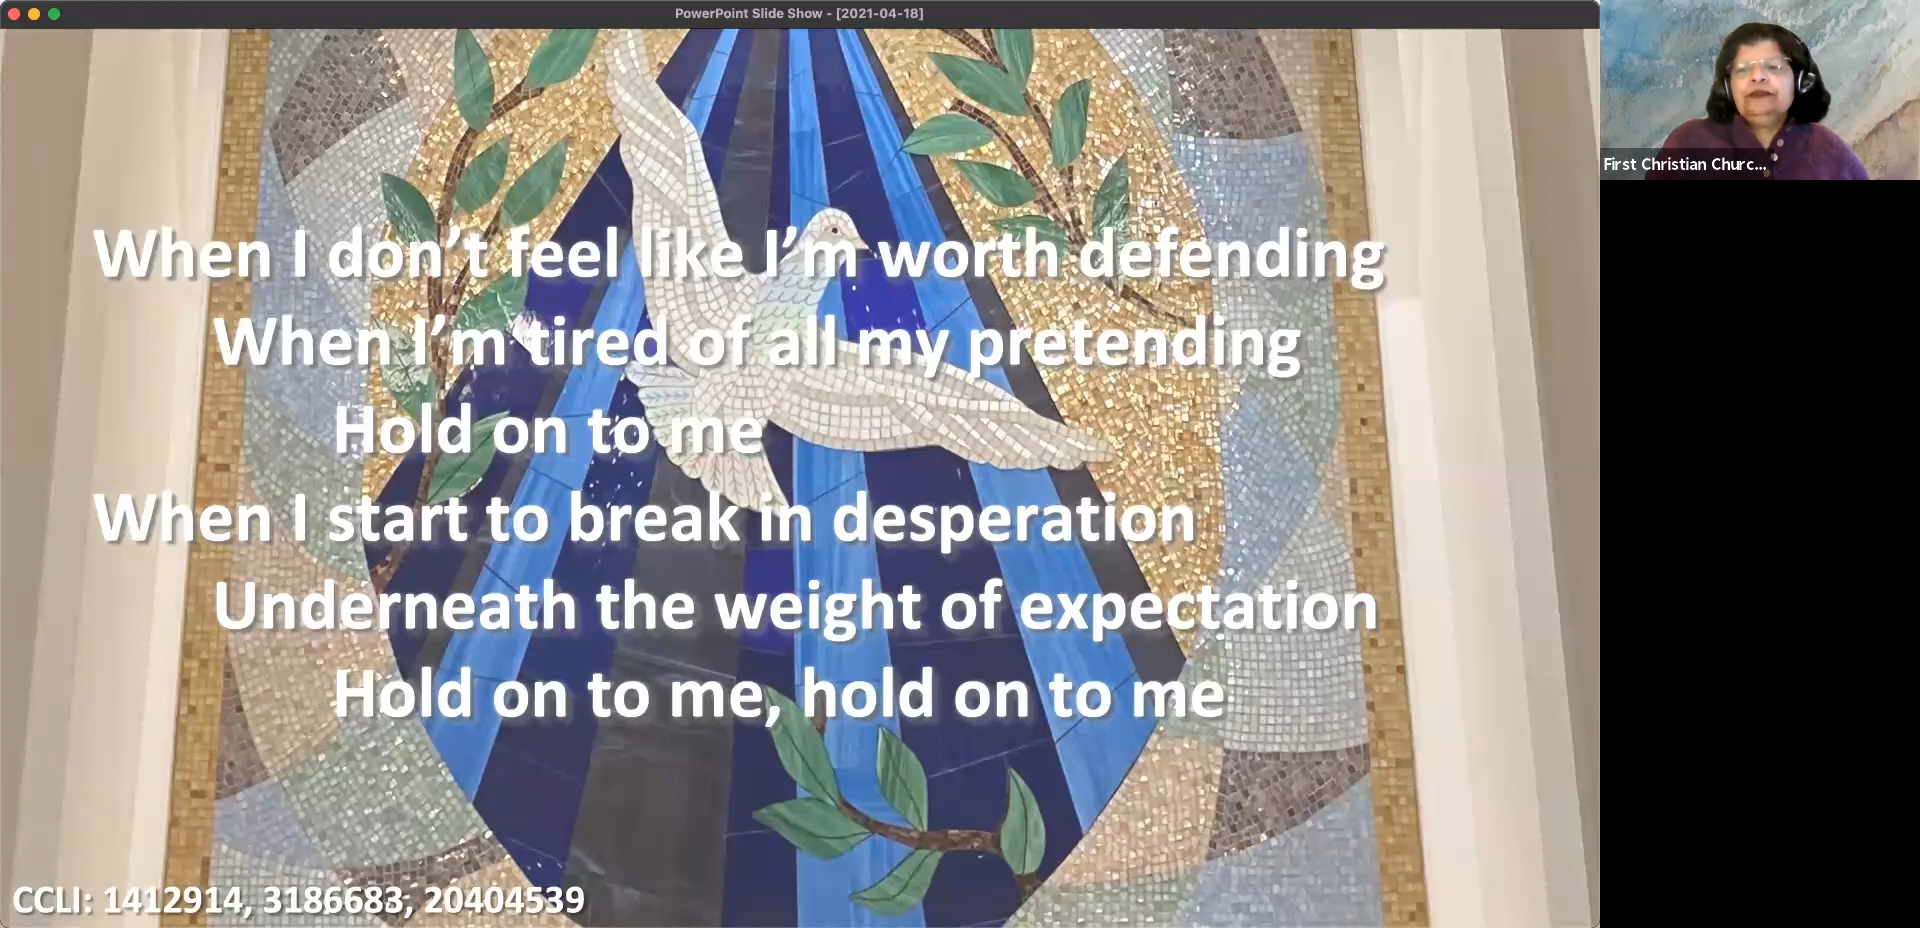 PowerPoint Slide Show - [2021-04-18]
First Christian Churc...
When I don't feel like I'm worth defending
When I'm tired of all my pretending
Hold on to me
When I start to break in desperation
Underneath the weight of expectation
Hold on to me, hold on to me
CCLI: 1412914, 3186683, 20404539